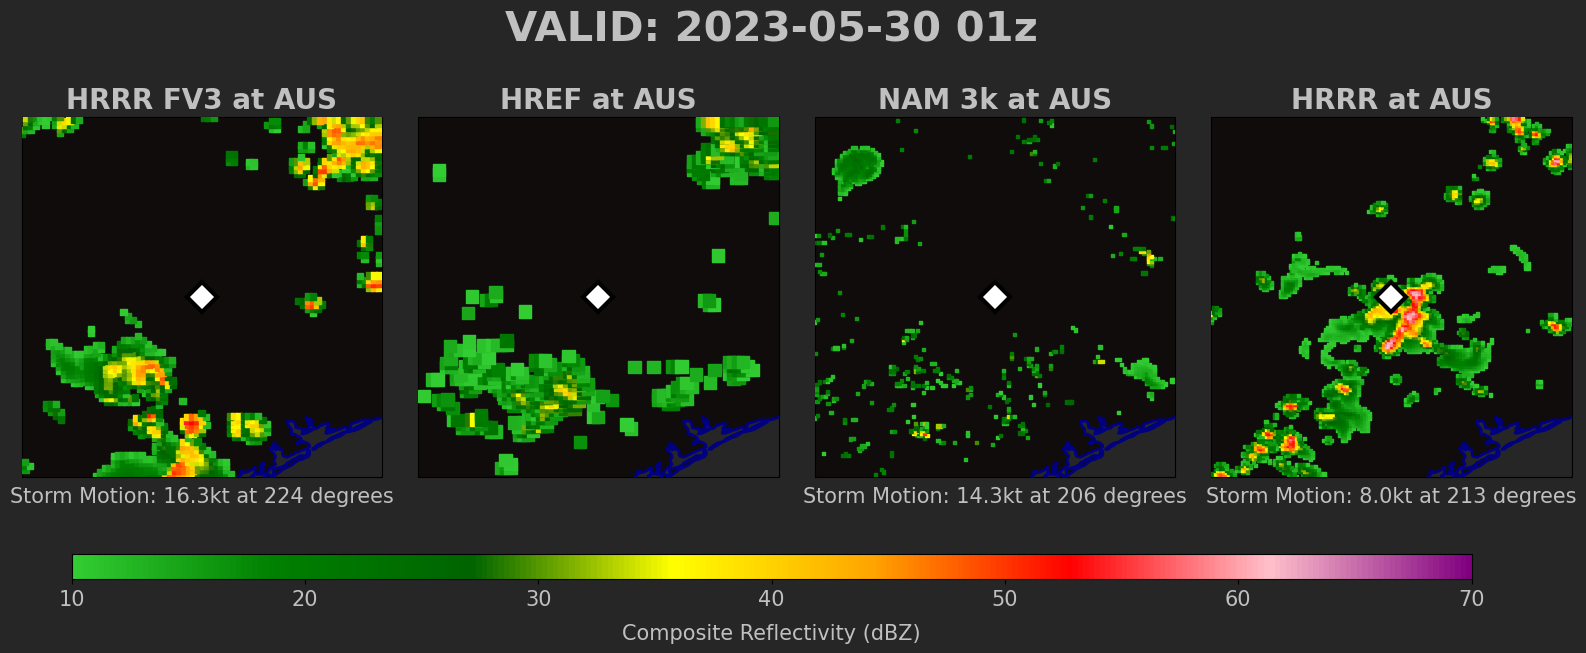 VALID: 2023-05-30 01z
HRRR FV3 at AUS
HREF at AUS
NAM 3k at AUS
HRRR at AUS
Storm Motion: 16.3kt at 224 degrees
Storm Motion: 14.3kt at 206 degrees
Storm Motion: 8.0kt at 213 degrees
10 20 30 40 50 60 70
Composite Reflectivity (dBZ)